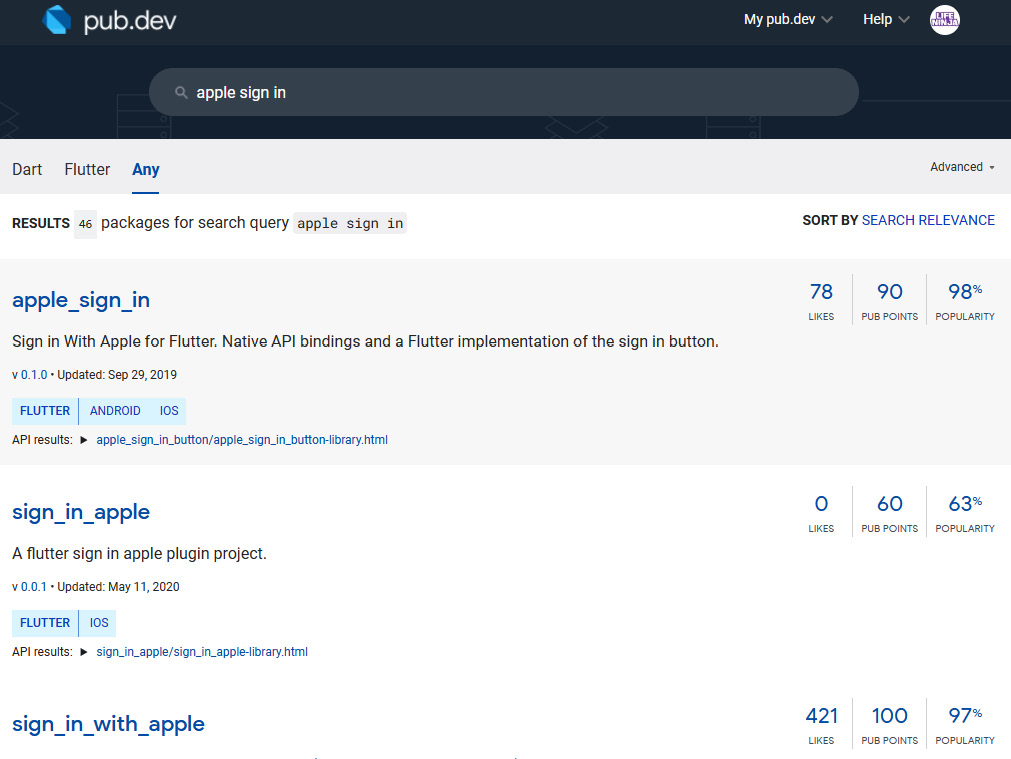 pub.dev
My pub.dev
Help
LIFE
NINJA
apple sign in
Dart Flutter Any
Advanced
RESULTS 46 packages for search query apple sign in
SORT BY SEARCH RELEVANCE
apple_sign_in
78 90 98%
LIKES PUB POINTS POPULARITY
Sign in With Apple for Flutter. Native API bindings and a Flutter implementation of the sign in button.
v 0.1.0 • Updated: Sep 29, 2019
FLUTTER ANDROID IOS
API results: ▶ apple_sign_in_button/apple_sign_in_button-library.html
sign_in_apple
0 60 63%
LIKES PUB POINTS POPULARITY
A flutter sign in apple plugin project.
v 0.0.1 • Updated: May 11, 2020
FLUTTER IOS
API results: ▶ sign_in_apple/sign_in_apple-library.html
sign_in_with_apple
421 100 97%
LIKES PUB POINTS POPULARITY